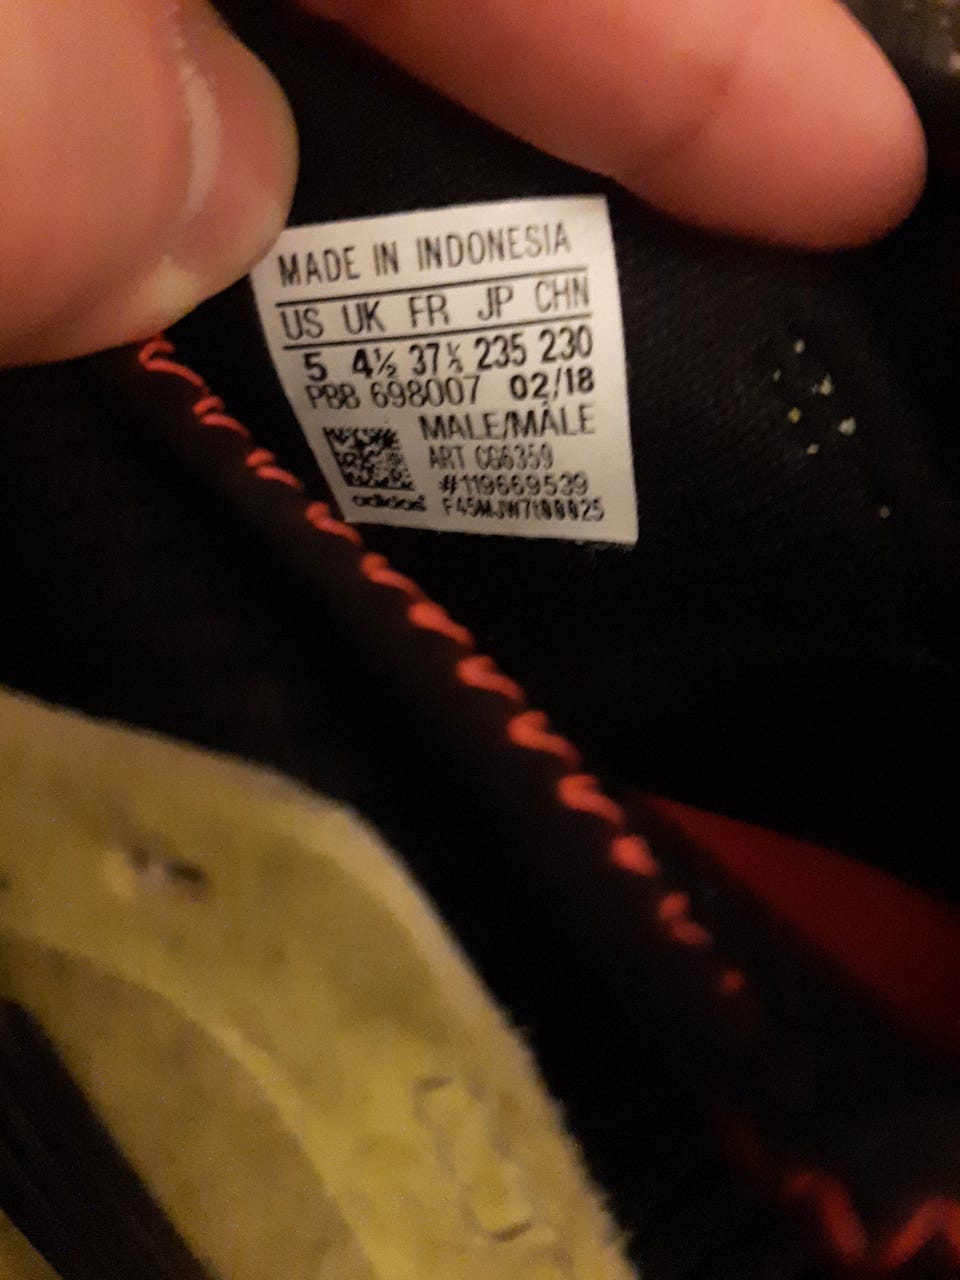 MADE IN INDONESIA
US UK FR JP CHN
5 4½ 37⅓ 235 230
PBB 698007 02/18
MALE/MÂLE
ART CG6359
#119669539
adidas